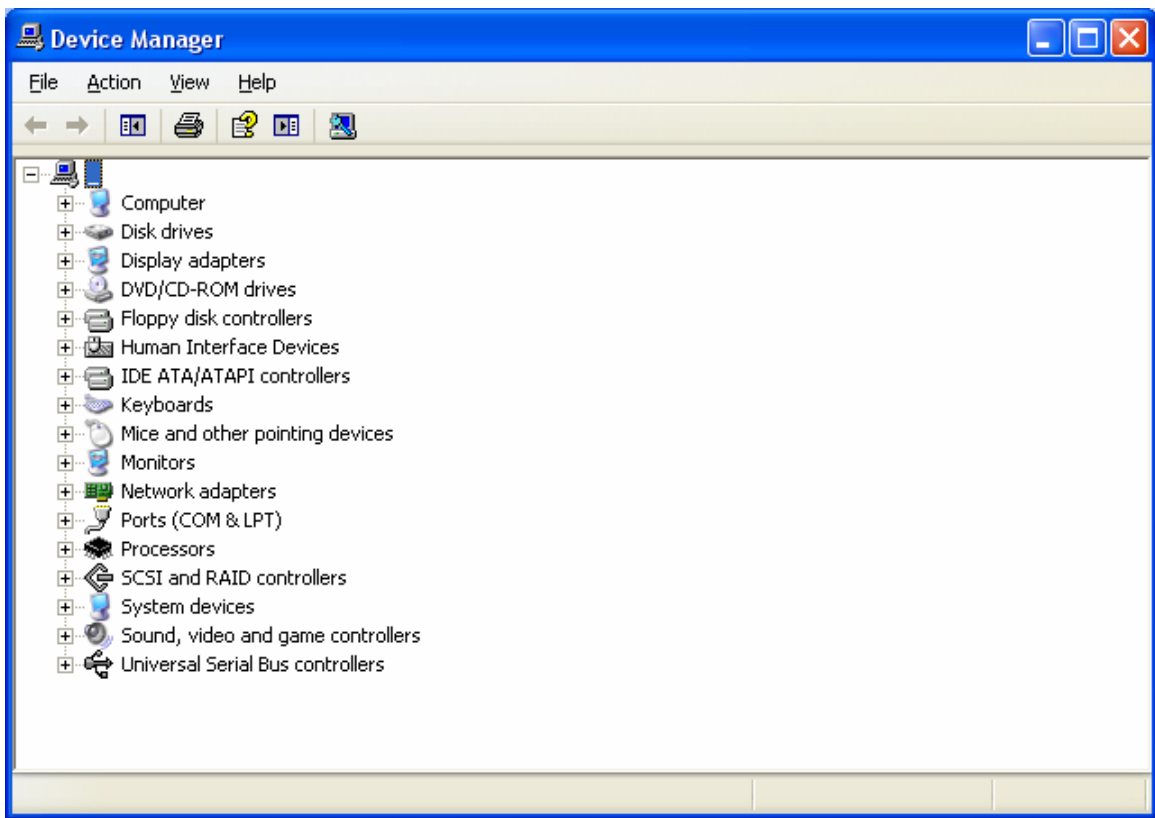 Device Manager
File Action View Help
Computer
Disk drives
Display adapters
DVD/CD-ROM drives
Floppy disk controllers
Human Interface Devices
IDE ATA/ATAPI controllers
Keyboards
Mice and other pointing devices
Monitors
Network adapters
Ports (COM & LPT)
Processors
SCSI and RAID controllers
System devices
Sound, video and game controllers
Universal Serial Bus controllers